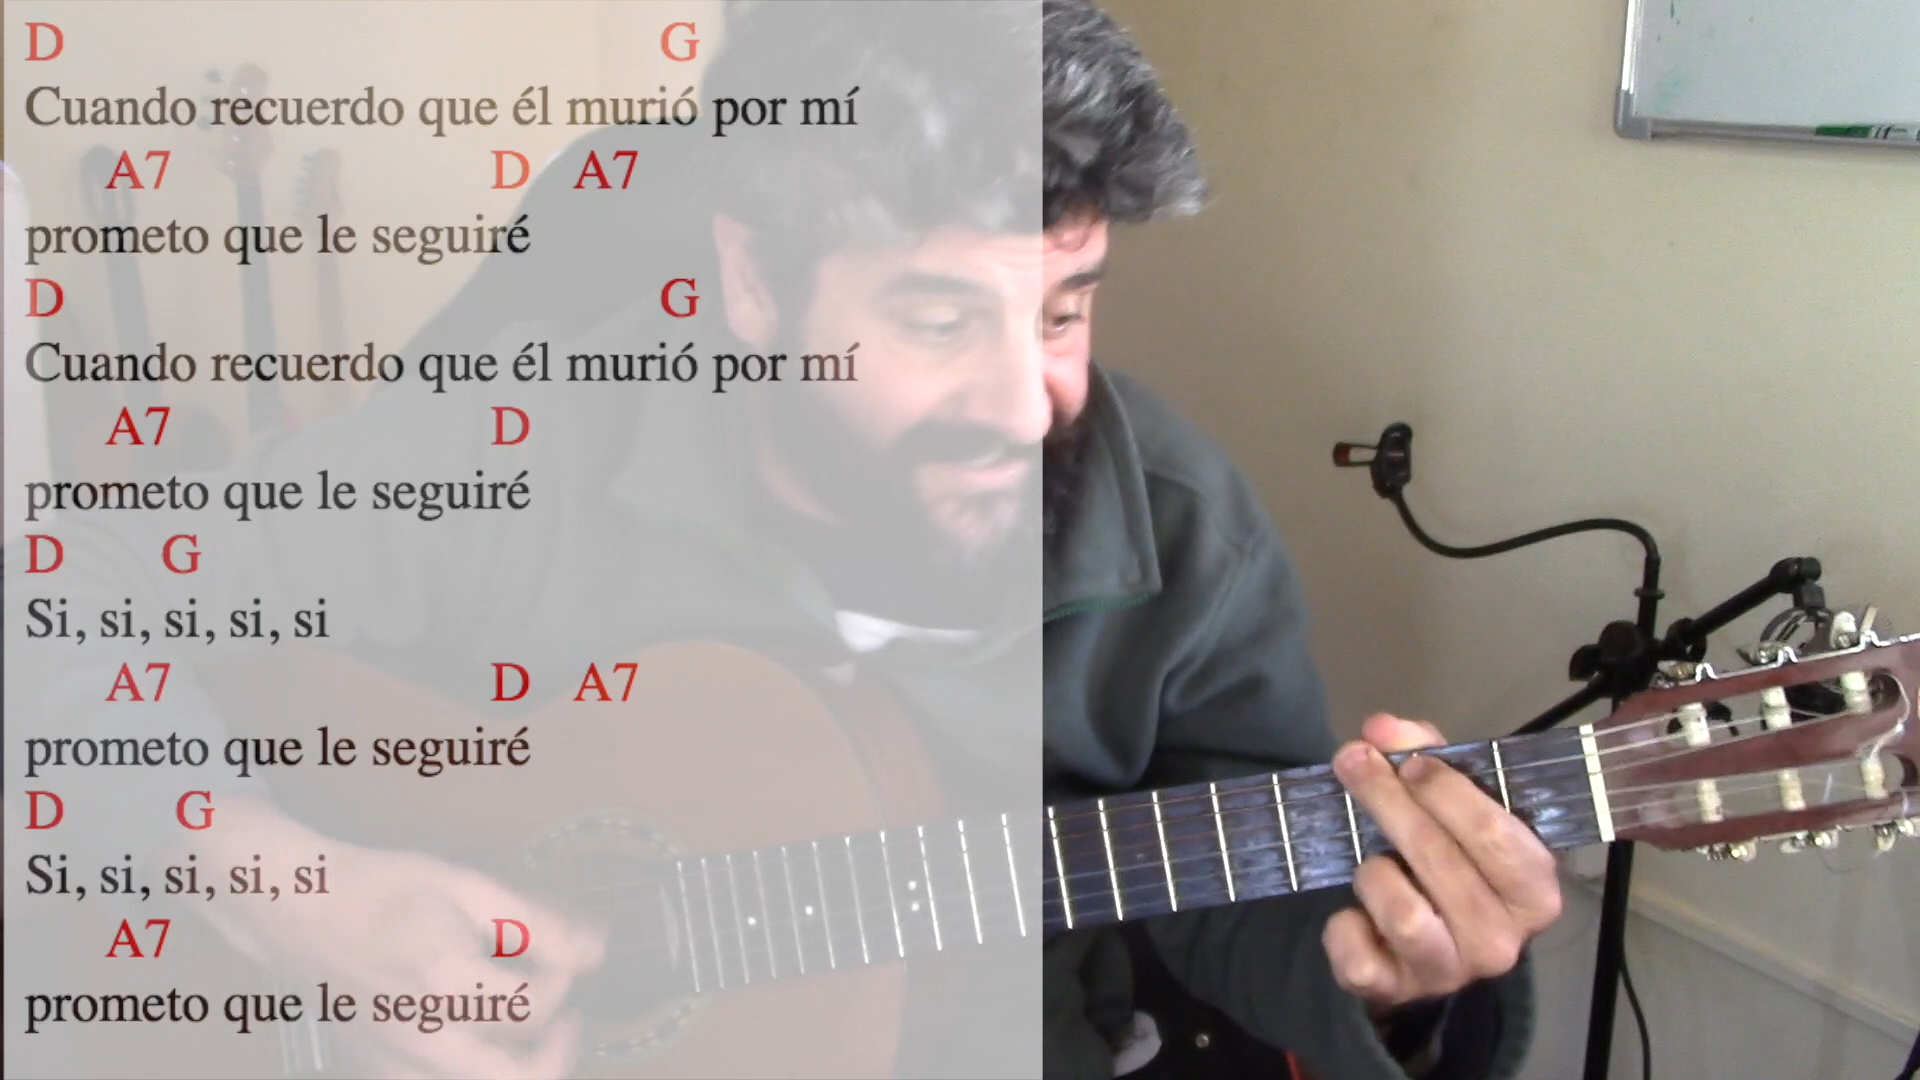 D G
Cuando recuerdo que él murió por mí
A7 D A7
prometo que le seguiré
D G
Cuando recuerdo que él murió por mí
A7 D
prometo que le seguiré
D G
Si, si, si, si, si
A7 D A7
prometo que le seguiré
D G
Si, si, si, si, si
A7 D
prometo que le seguiré